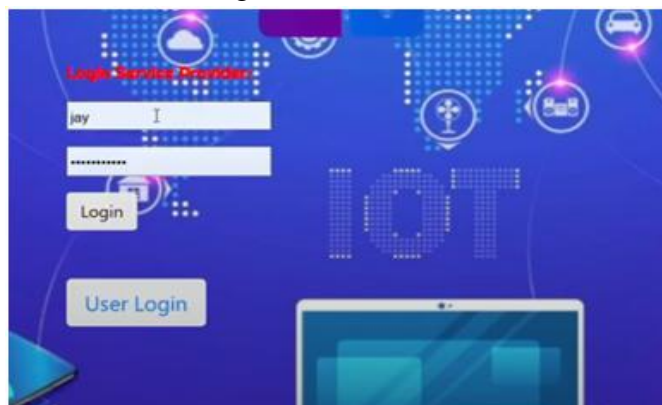 Login Service Provider:
jay
•••••••••••
Login
IOT
User Login